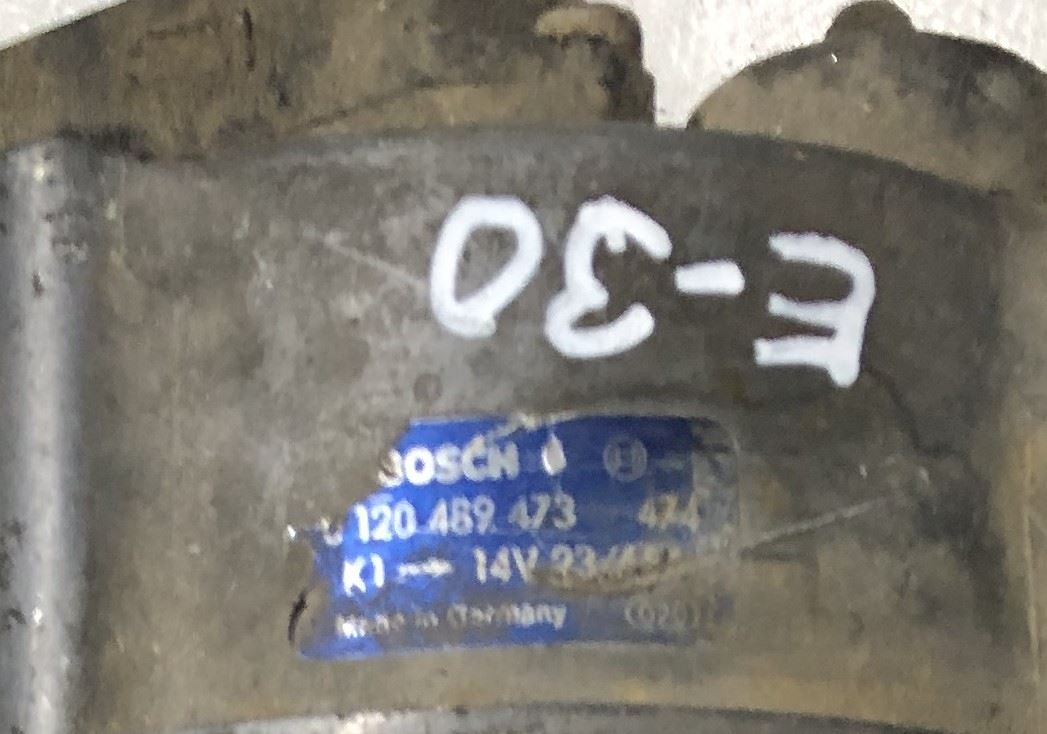 E-30
BOSCH
120 489 473 474
K1 → 14V
Made in Germany